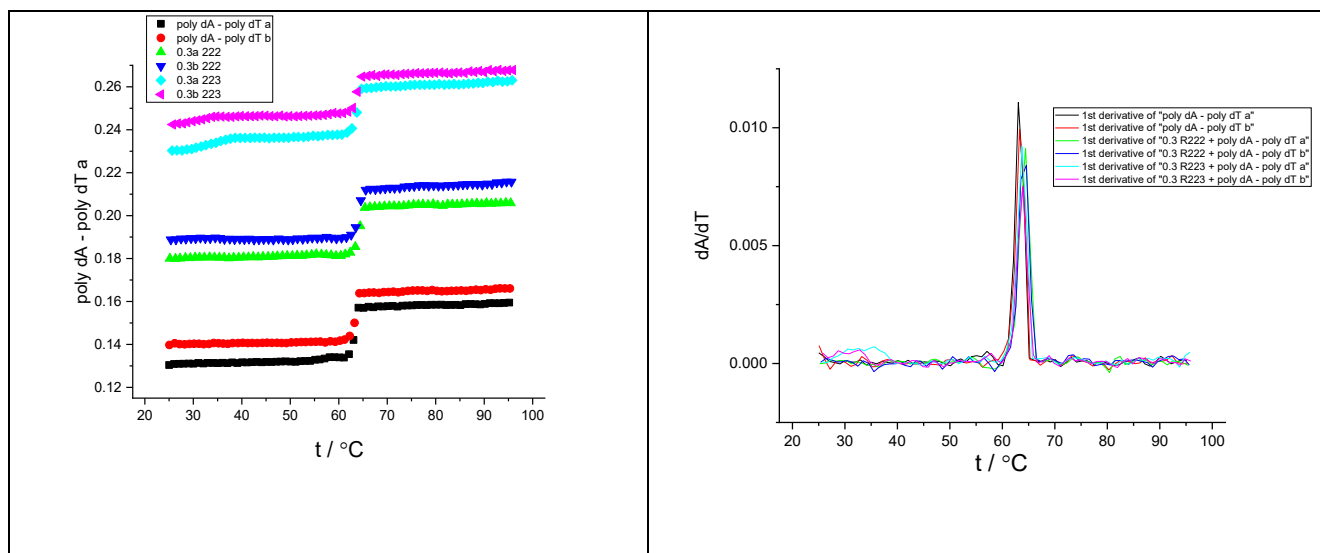 poly dA - poly dT a
poly dA - poly dT b
0.3a 222
0.3b 222
0.3a 223
0.3b 223
poly dA - poly dT a
0.26
0.24
0.22
0.20
0.18
0.16
0.14
0.12
20 30 40 50 60 70 80 90 100
t / °C
1st derivative of "poly dA - poly dT a"
1st derivative of "poly dA - poly dT b"
1st derivative of "0.3 R222 + poly dA - poly dT a"
1st derivative of "0.3 R222 + poly dA - poly dT b"
1st derivative of "0.3 R223 + poly dA - poly dT a"
1st derivative of "0.3 R223 + poly dA - poly dT b"
dA/dT
0.010
0.005
0.000
20 30 40 50 60 70 80 90 100
t / °C